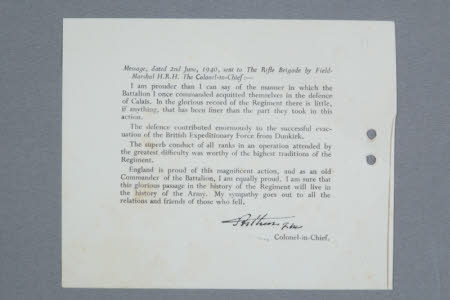 Message, dated 2nd June, 1940, sent to The Rifle Brigade by Field-
Marshal H.R.H. The Colonel-in-Chief:—
I am prouder than I can say of the manner in which the
Battalion I once commanded acquitted themselves in the defence
of Calais. In the glorious record of the Regiment there is little,
if anything, that has been finer than the part they took in this
action.
The defence contributed enormously to the successful evac-
uation of the British Expeditionary Force from Dunkirk.
The superb conduct of all ranks in an operation attended by
the greatest difficulty was worthy of the highest traditions of the
Regiment.
England is proud of this magnificent action, and as an old
Commander of the Battalion, I am equally proud. I am sure that
this glorious passage in the history of the Regiment will live in
the history of the Army. My sympathy goes out to all the
relations and friends of those who fell.
Arthur
Colonel-in-Chief.